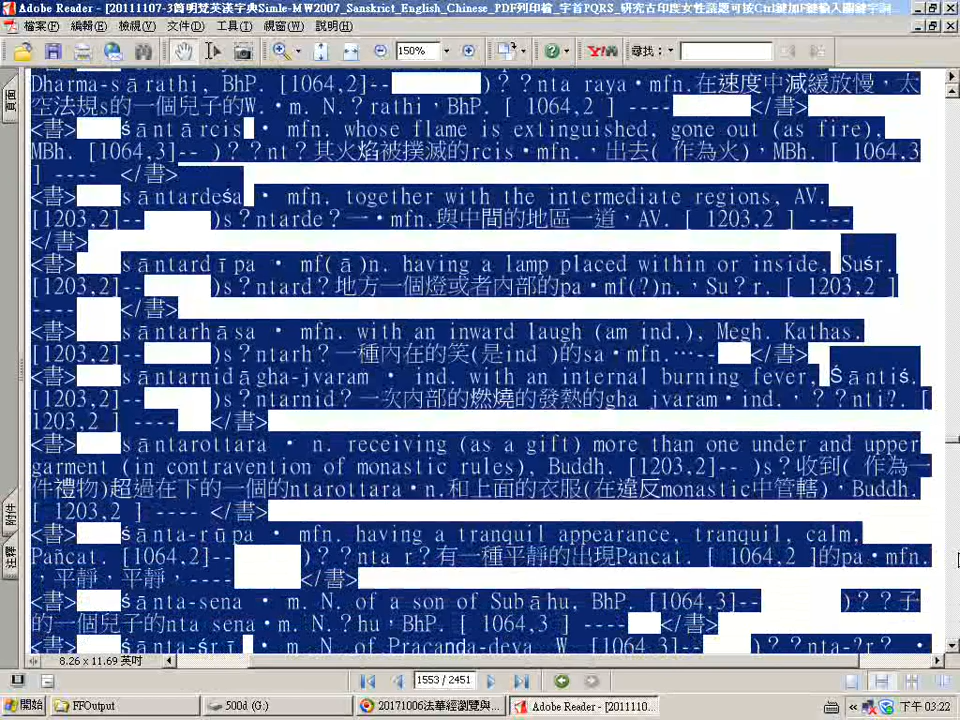 Adobe Reader - [20111107-3簡明梵英漢字典Simle-MW2007_Sanskrict_English_Chinese_PDF列印檔_字首PQRS_研究古印度女性議題可按Ctrl鍵加F鍵輸入關鍵字詞...
檔案(F) 編輯(E) 檢視(V) 文件(D) 工具(T) 視窗(W) 說明(H)
150% Y! 尋找：
頁面
附件
注釋
Dharma-sārathi, BhP. [1064,2]-- )？？nta raya•mfn.在速度中減緩放慢，太
空法規s的一個兒子的W.•m. N.？rathi，BhP. [ 1064,2 ] ---- </書>
<書> śāntārcis • mfn. whose flame is extinguished, gone out (as fire),
MBh. [1064,3]-- )？？nt？其火焰被撲滅的rcis•mfn.，出去( 作為火)，MBh. [ 1064,3
] ---- </書>
<書> sāntardeśa • mfn. together with the intermediate regions, AV.
[1203,2]-- )s？ntarde？一•mfn.與中間的地區一道，AV. [ 1203,2 ] ----
</書>
<書> sāntardīpa • mf(ā)n. having a lamp placed within or inside, Suśr.
[1203,2]-- )s？ntard？地方一個燈或者內部的pa•mf(?)n.，Su？r. [ 1203,2 ]
---- </書>
<書> sāntarhāsa • mfn. with an inward laugh (am ind.), Megh. Kathas.
[1203,2]-- )s？ntarh？一種內在的笑(是ind )的sa•mfn.…-- </書>
<書> sāntarnidāgha-jvaram • ind. with an internal burning fever, Śāntiś.
[1203,2]-- )s？ntarnid？一次內部的燃燒的發熱的gha jvaram•ind.，？？nti?. [
1203,2 ] ---- </書>
<書> sāntarottara • n. receiving (as a gift) more than one under and upper
garment (in contravention of monastic rules), Buddh. [1203,2]-- )s？收到( 作為一
件禮物)超過在下的一個的ntarottara•n.和上面的衣服(在違反monastic中管轄)，Buddh.
[ 1203,2 ] ---- </書>
<書> śānta-rūpa • mfn. having a tranquil appearance, tranquil, calm,
Pañcat. [1064,2]-- )？？nta r？有一種平靜的出現Pancat. [ 1064,2 ]的pa•mfn.
，平靜，平靜，---- </書>
<書> śānta-sena • m. N. of a son of Subāhu, BhP. [1064,3]-- )？？子
的一個兒子的nta sena•m. N.？hu，BhP. [ 1064,3 ] ---- </書>
<書> śānta-śrī • m. N. of Pracaṇḍa-deva, W. [1064,3]-- )？？nta-?r？ •
8.26 x 11.69 英吋
1553 / 2451
開始 FFOutput 500d (G:) 20171006法華經瀏覽與... Adobe Reader - [2011110... 下午 03:22